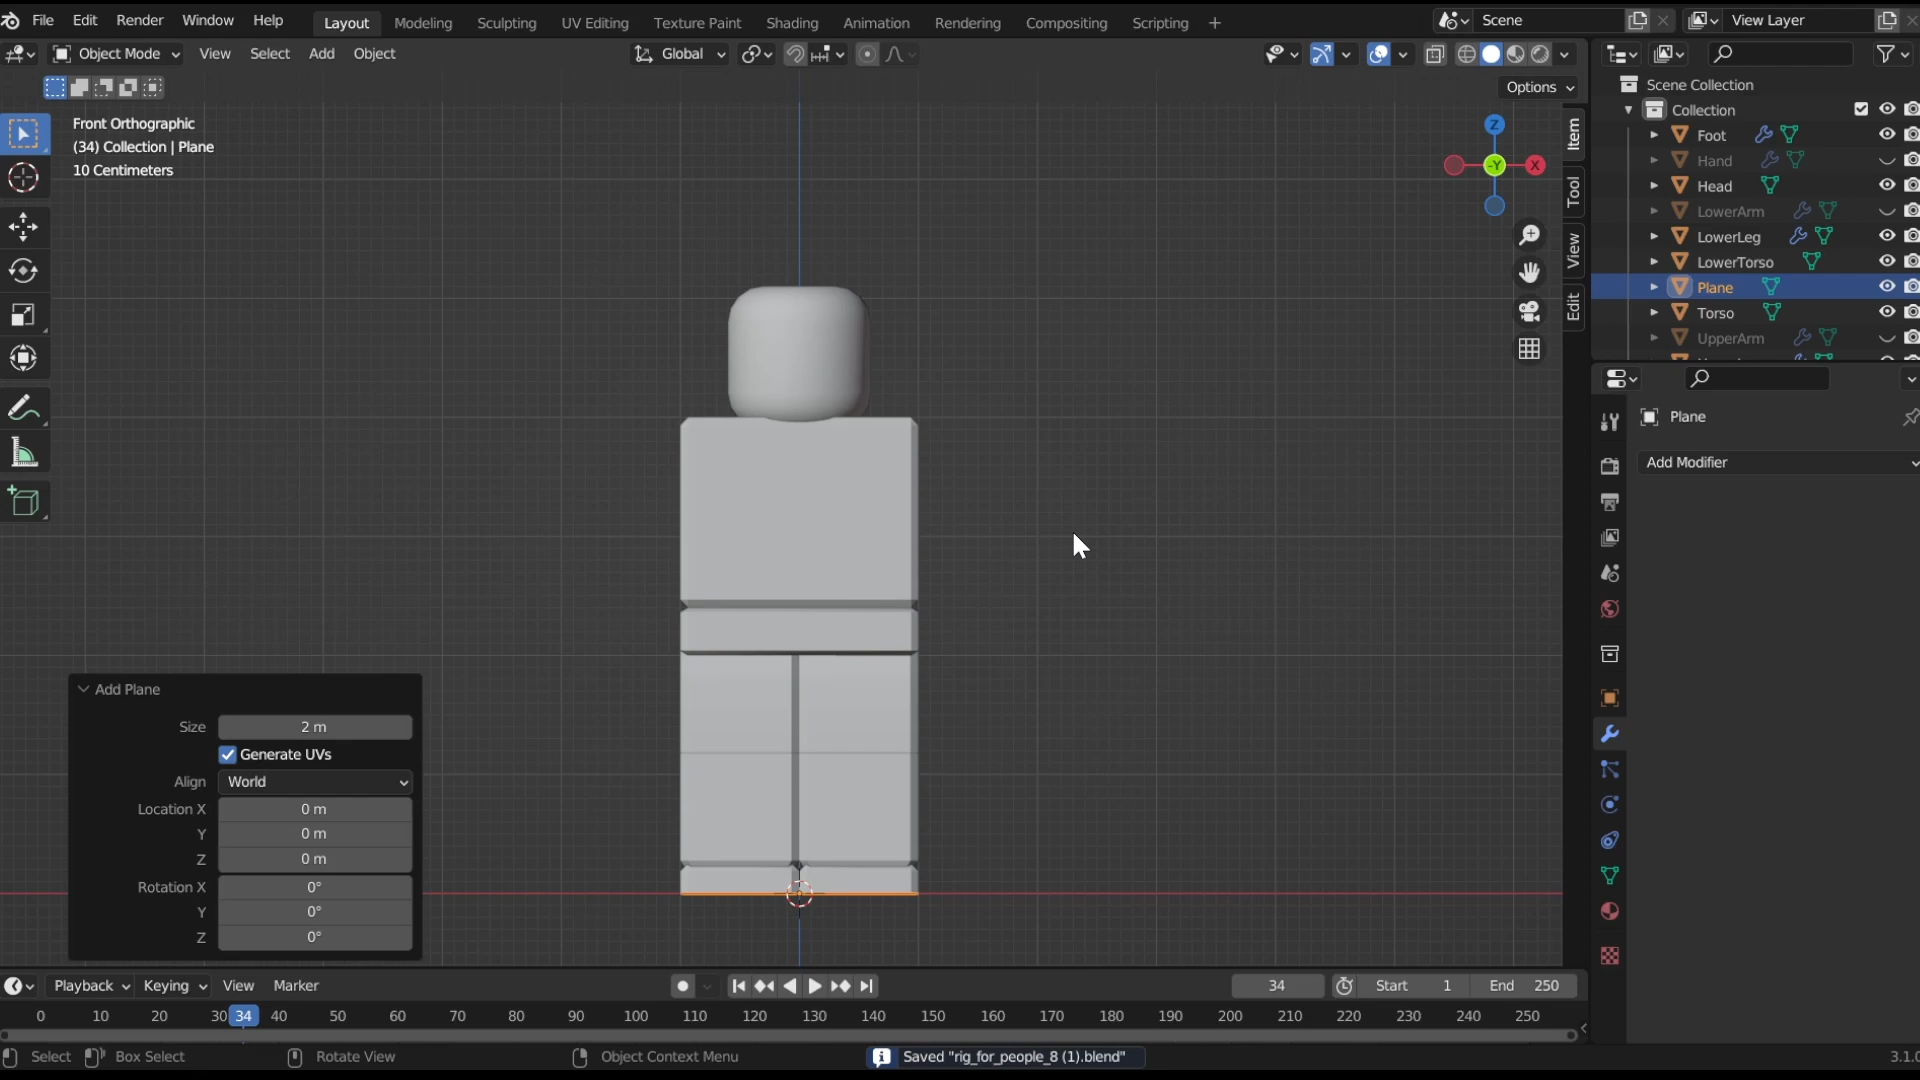 File Edit Render Window Help Layout Modeling Sculpting UV Editing Texture Paint Shading Animation Rendering Compositing Scripting + Scene View Layer
Object Mode View Select Add Object Global
Options
Front Orthographic
(34) Collection | Plane
10 Centimeters
Z
-Y X
Item
Tool
View
Edit
Scene Collection
Collection
Foot
Hand
Head
LowerArm
LowerLeg
LowerTorso
Plane
Torso
UpperArm
Plane
Add Modifier
Add Plane
Size 2 m
Generate UVs
Align World
Location X 0 m
Y 0 m
Z 0 m
Rotation X 0°
Y 0°
Z 0°
Playback Keying View Marker 34 Start 1 End 250
0 10 20 30 34 40 50 60 70 80 90 100 110 120 130 140 150 160 170 180 190 200 210 220 230 240 250
Select Box Select Rotate View Object Context Menu Saved "rig_for_people_8 (1).blend" 3.1.0